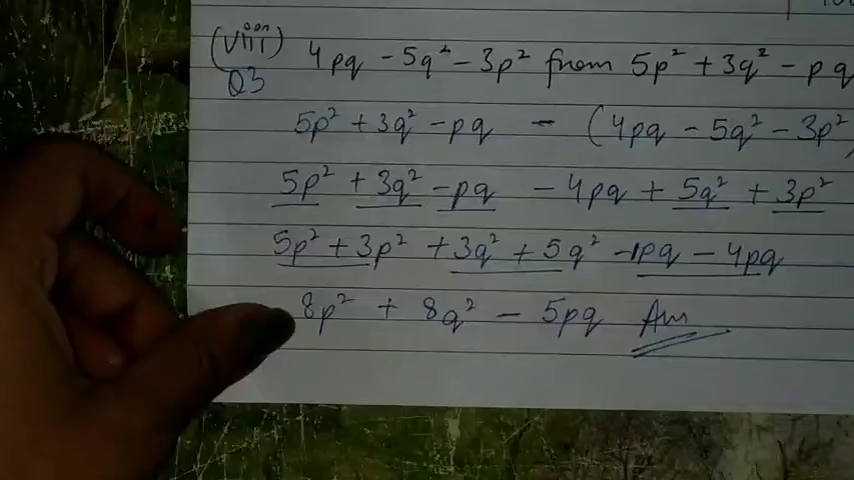 (viii) 4pq - 5q² - 3p² from 5p² + 3q² - pq
Q3
5p² + 3q² - pq - (4pq - 5q² - 3p²)
5p² + 3q² - pq - 4pq + 5q² + 3p²
5p² + 3p² + 3q² + 5q² - 1pq - 4pq
8p² + 8q² - 5pq Ans